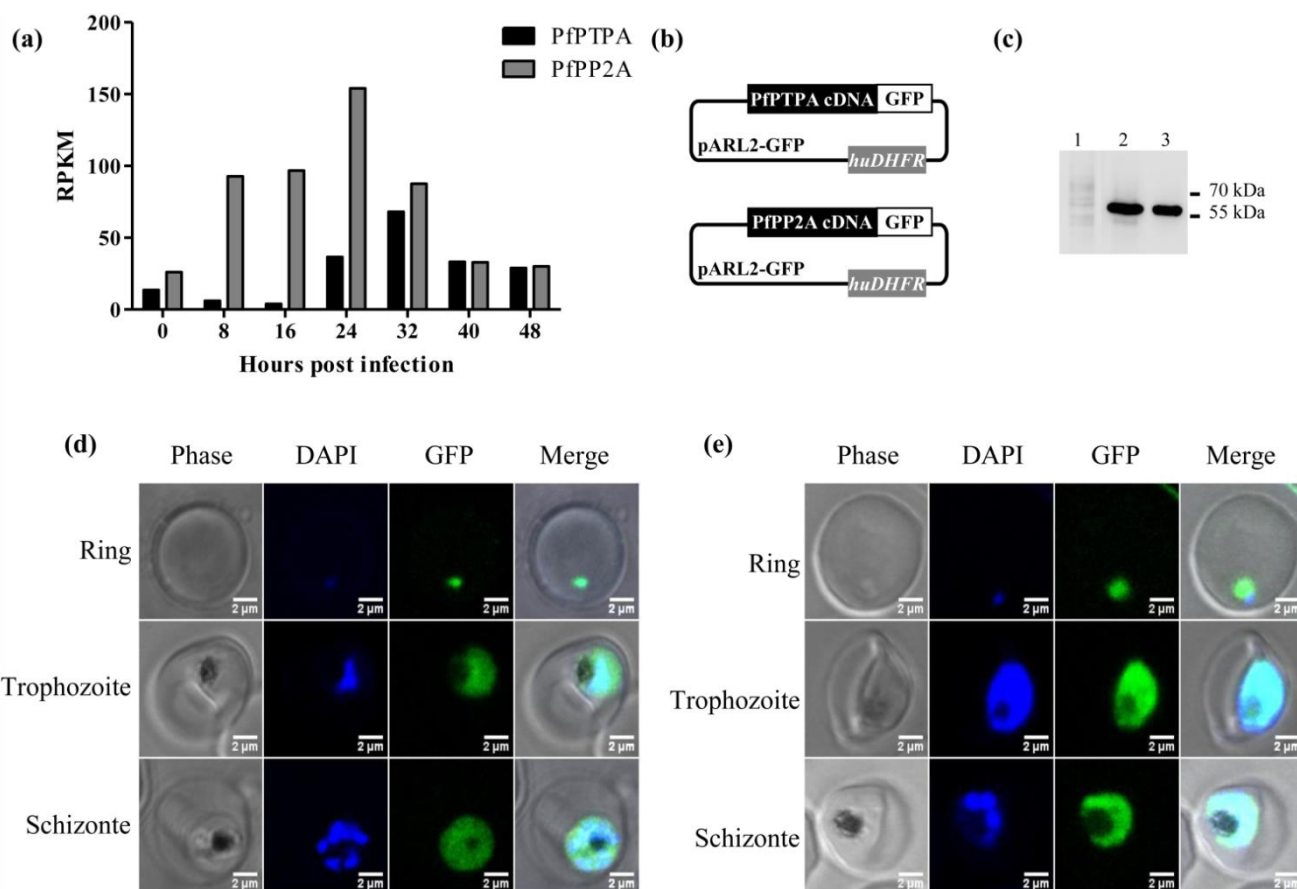 (a)
200
150
100
50
0
RPKM
PfPTPA
PfPP2A
0 8 16 24 32 40 48
Hours post infection
(b)
PfPTPA cDNA GFP
pARL2-GFP
huDHFR
PfPP2A cDNA GFP
pARL2-GFP
huDHFR
(c)
1 2 3
70 kDa
55 kDa
(d)
Phase DAPI GFP Merge
Ring
2 µm 2 µm 2 µm 2 µm
Trophozoite
2 µm 2 µm 2 µm 2 µm
Schizonte
2 µm 2 µm 2 µm 2 µm
(e)
Phase DAPI GFP Merge
Ring
2 µm 2 µm 2 µm 2 µm
Trophozoite
2 µm 2 µm 2 µm 2 µm
Schizonte
2 µm 2 µm 2 µm 2 µm